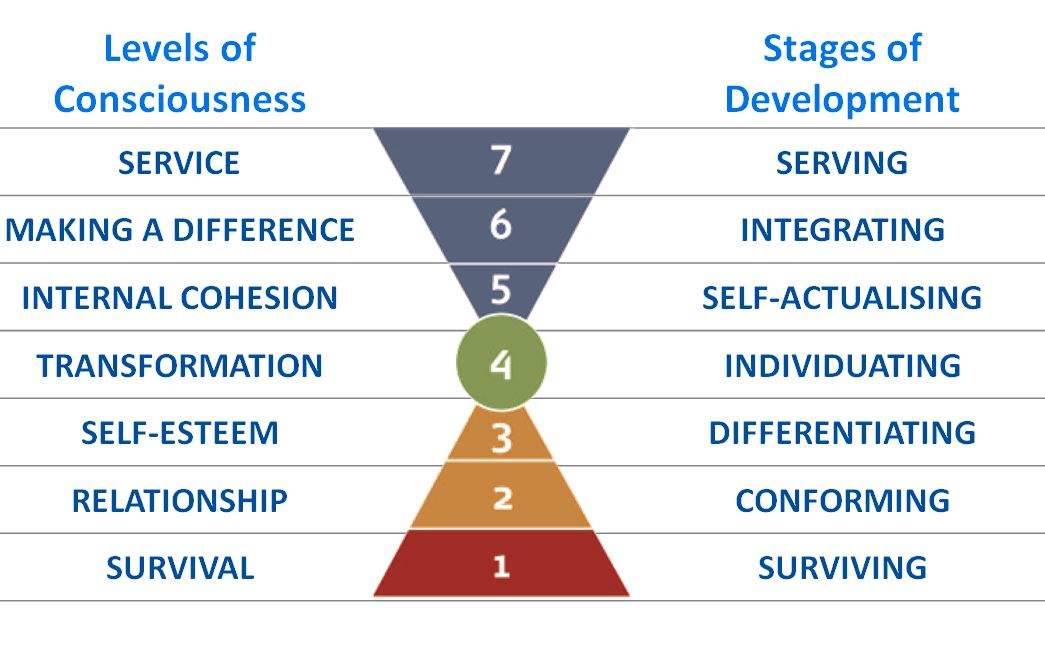 Levels of
Consciousness
Stages of
Development
SERVICE 7 SERVING
MAKING A DIFFERENCE 6 INTEGRATING
INTERNAL COHESION 5 SELF-ACTUALISING
TRANSFORMATION 4 INDIVIDUATING
SELF-ESTEEM 3 DIFFERENTIATING
RELATIONSHIP 2 CONFORMING
SURVIVAL 1 SURVIVING